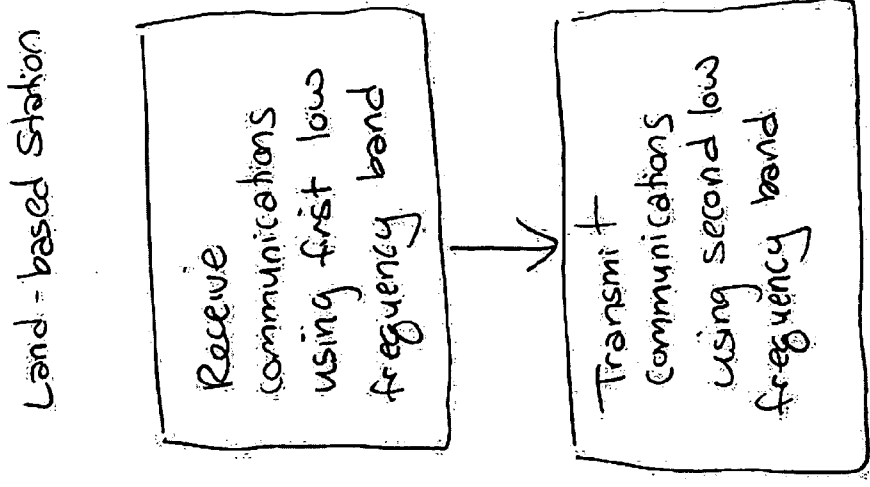 Land-based Station
Receive
communications
using first low
frequency band
Transmit
communications
using second low
frequency band